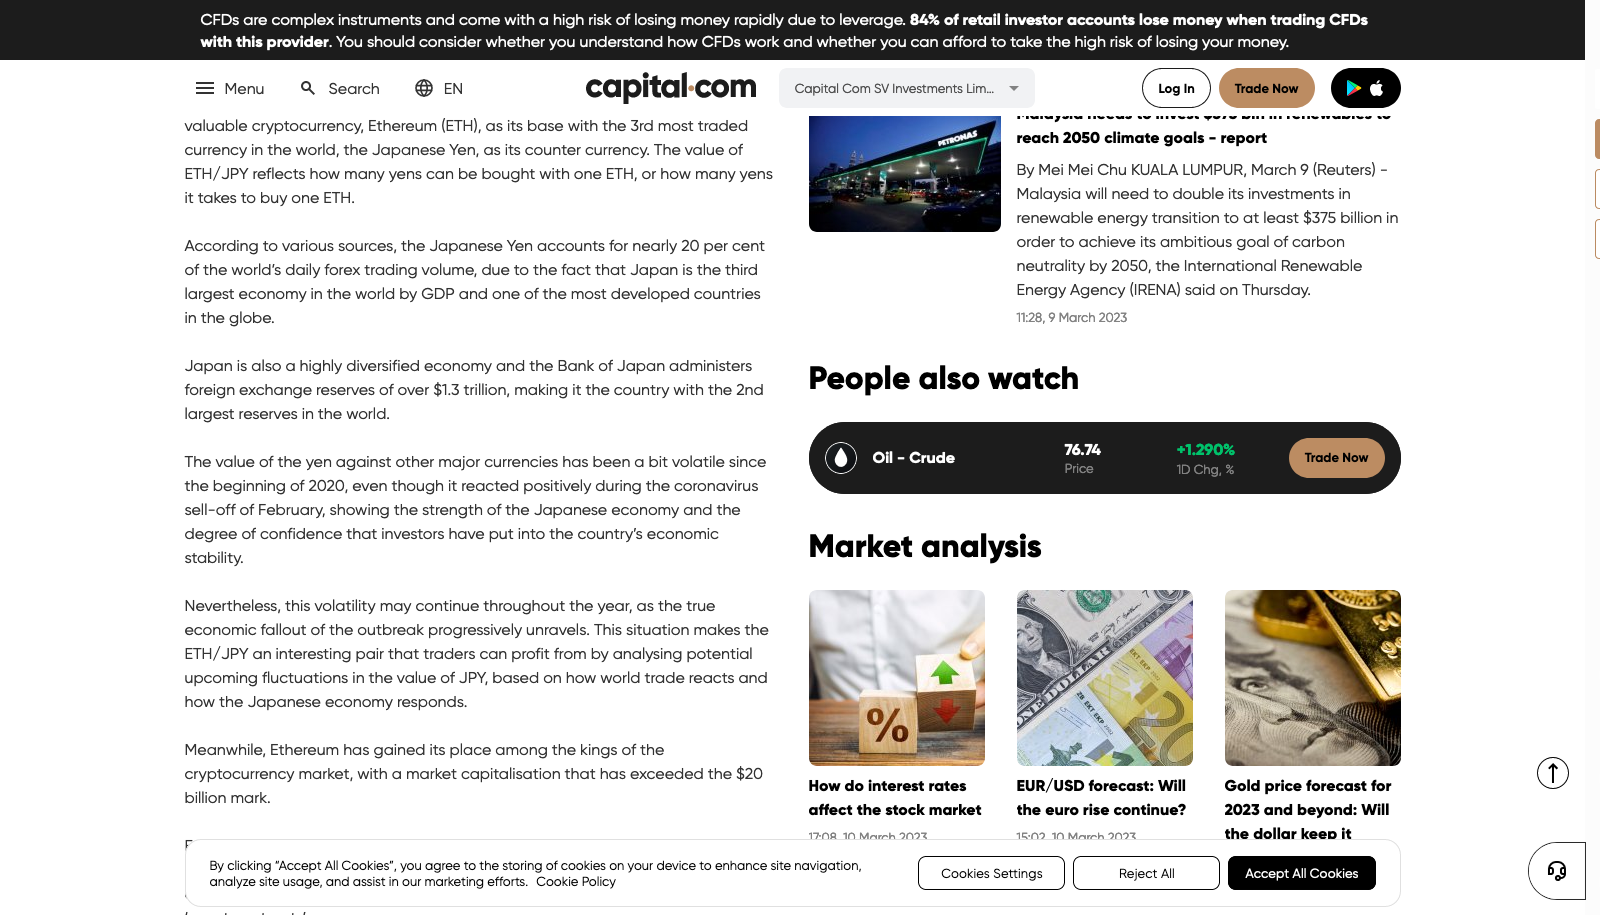 CFDs are complex instruments and come with a high risk of losing money rapidly due to leverage. 84% of retail investor accounts lose money when trading CFDs
with this provider. You should consider whether you understand how CFDs work and whether you can afford to take the high risk of losing your money.
Menu
Search
EN
capital.com
Capital Com SV Investments Lim...
Log In
Trade Now
valuable cryptocurrency, Ethereum (ETH), as its base with the 3rd most traded
currency in the world, the Japanese Yen, as its counter currency. The value of
ETH/JPY reflects how many yens can be bought with one ETH, or how many yens
it takes to buy one ETH.
According to various sources, the Japanese Yen accounts for nearly 20 per cent
of the world’s daily forex trading volume, due to the fact that Japan is the third
largest economy in the world by GDP and one of the most developed countries
in the globe.
Japan is also a highly diversified economy and the Bank of Japan administers
foreign exchange reserves of over $1.3 trillion, making it the country with the 2nd
largest reserves in the world.
The value of the yen against other major currencies has been a bit volatile since
the beginning of 2020, even though it reacted positively during the coronavirus
sell-off of February, showing the strength of the Japanese economy and the
degree of confidence that investors have put into the country’s economic
stability.
Nevertheless, this volatility may continue throughout the year, as the true
economic fallout of the outbreak progressively unravels. This situation makes the
ETH/JPY an interesting pair that traders can profit from by analysing potential
upcoming fluctuations in the value of JPY, based on how world trade reacts and
how the Japanese economy responds.
Meanwhile, Ethereum has gained its place among the kings of the
cryptocurrency market, with a market capitalisation that has exceeded the $20
billion mark.
PETRONAS
Malaysia needs to invest $375 bln in renewables to
reach 2050 climate goals - report
By Mei Mei Chu KUALA LUMPUR, March 9 (Reuters) -
Malaysia will need to double its investments in
renewable energy transition to at least $375 billion in
order to achieve its ambitious goal of carbon
neutrality by 2050, the International Renewable
Energy Agency (IRENA) said on Thursday.
11:28, 9 March 2023
People also watch
Oil - Crude
76.74
Price
+1.290%
1D Chg, %
Trade Now
Market analysis
%
ONE DOLLAR
EKT EKP
20
How do interest rates
affect the stock market
17:08, 10 March 2023
EUR/USD forecast: Will
the euro rise continue?
15:02, 10 March 2023
Gold price forecast for
2023 and beyond: Will
the dollar keep it
By clicking “Accept All Cookies”, you agree to the storing of cookies on your device to enhance site navigation,
analyze site usage, and assist in our marketing efforts. Cookie Policy
Cookies Settings
Reject All
Accept All Cookies